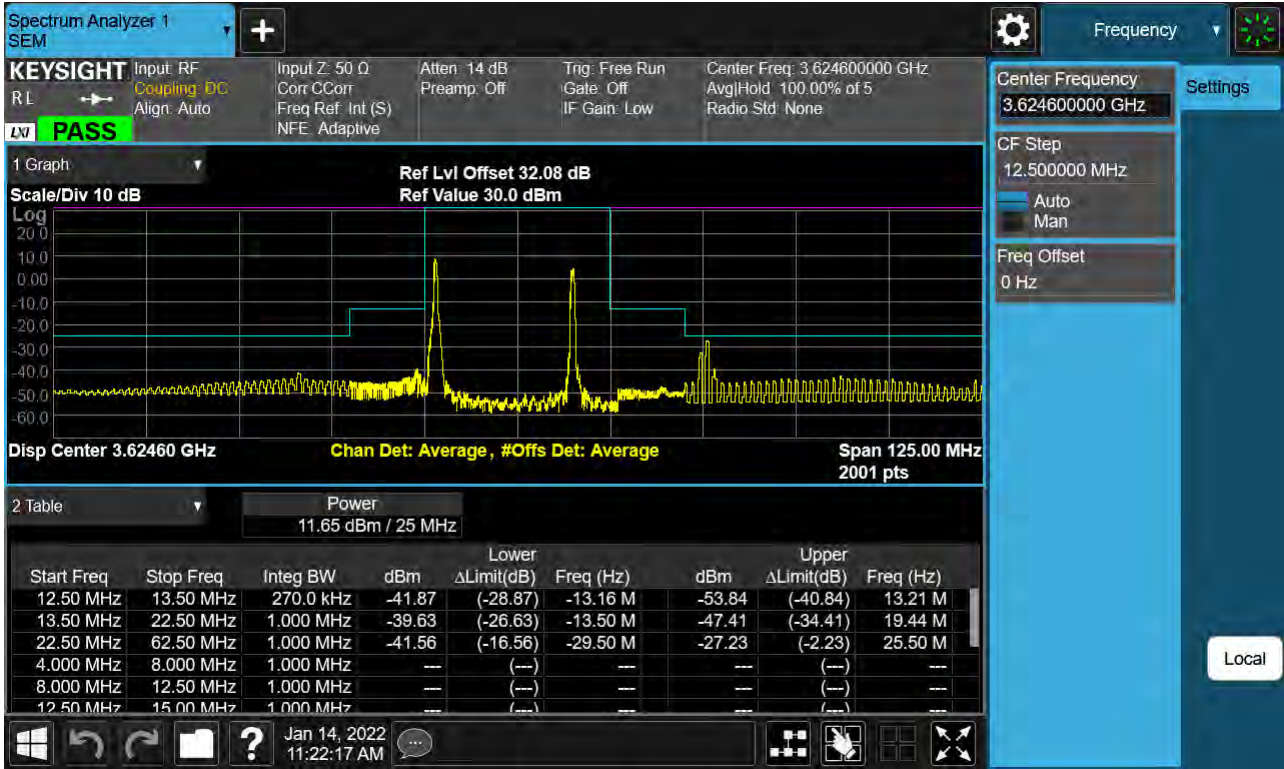 Spectrum Analyzer 1
SEM
Frequency
KEYSIGHT
R L
LXI
PASS
Input: RF
Coupling: DC
Align: Auto
Input Z: 50 Ω
Corr CCorr
Freq Ref: Int (S)
NFE: Adaptive
Atten: 14 dB
Preamp: Off
Trig: Free Run
Gate: Off
IF Gain: Low
Center Freq: 3.624600000 GHz
Avg|Hold: 100.00% of 5
Radio Std: None
Center Frequency
3.624600000 GHz
Settings
CF Step
12.500000 MHz
Auto
Man
Freq Offset
0 Hz
Local
1 Graph
Scale/Div 10 dB
Ref Lvl Offset 32.08 dB
Ref Value 30.0 dBm
Log
20.0
10.0
0.00
-10.0
-20.0
-30.0
-40.0
-50.0
-60.0
Disp Center 3.62460 GHz
Chan Det: Average, #Offs Det: Average
Span 125.00 MHz
2001 pts
2 Table
Power
11.65 dBm / 25 MHz
Lower Upper
Start Freq Stop Freq Integ BW dBm ΔLimit(dB) Freq (Hz) dBm ΔLimit(dB) Freq (Hz)
12.50 MHz 13.50 MHz 270.0 kHz -41.87 (-28.87) -13.16 M -53.84 (-40.84) 13.21 M
13.50 MHz 22.50 MHz 1.000 MHz -39.63 (-26.63) -13.50 M -47.41 (-34.41) 19.44 M
22.50 MHz 62.50 MHz 1.000 MHz -41.56 (-16.56) -29.50 M -27.23 (-2.23) 25.50 M
4.000 MHz 8.000 MHz 1.000 MHz --- (---) --- --- (---) ---
8.000 MHz 12.50 MHz 1.000 MHz --- (---) --- --- (---) ---
12.50 MHz 15.00 MHz 1.000 MHz --- (---) --- --- (---) ---
?
Jan 14, 2022
11:22:17 AM